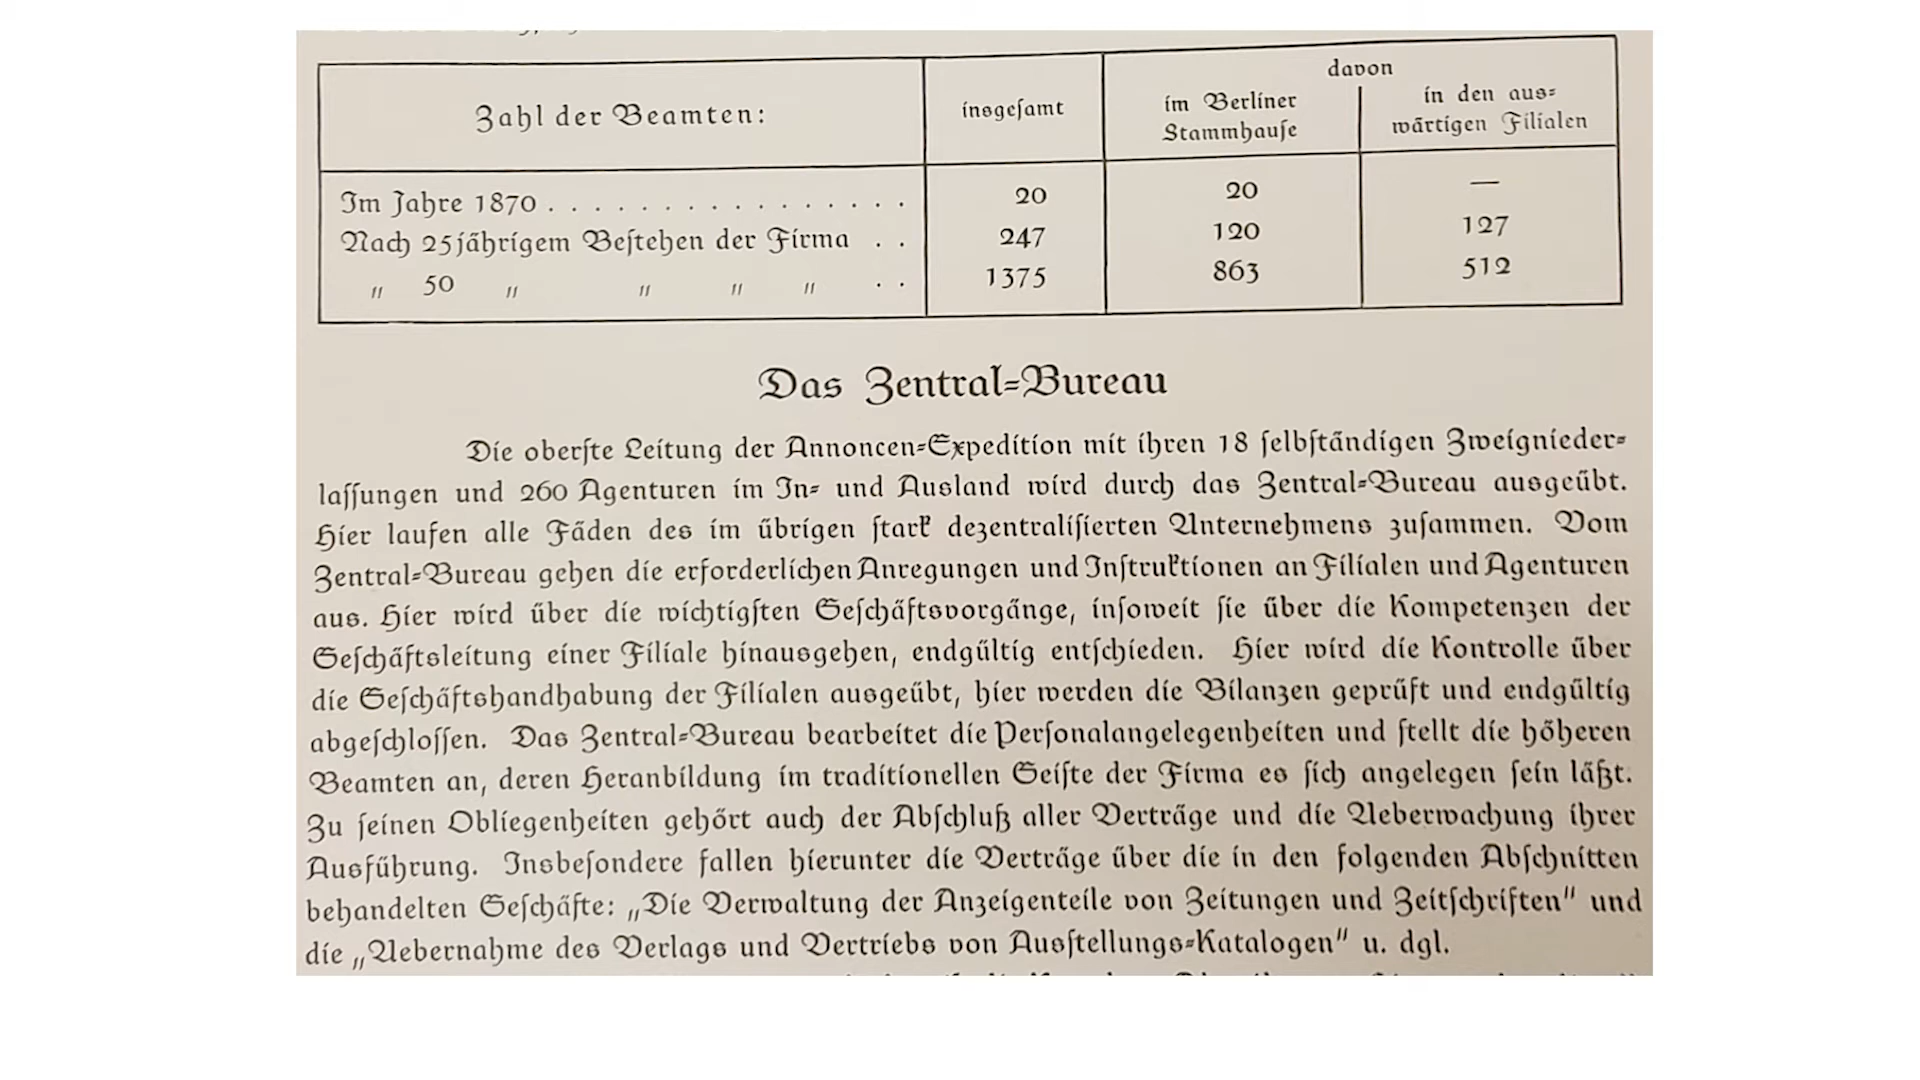 Zahl der Beamten:
insgesamt
davon
im Berliner
Stammhause
in den aus-
wärtigen Filialen
Im Jahre 1870 . . . . . . . . . . . . . . . . 20 20 —
Nach 25jährigem Bestehen der Firma . . 247 120 127
" 50 " " " " . . 1375 863 512
Das Zentral-Bureau
Die oberste Leitung der Annoncen-Expedition mit ihren 18 selbständigen Zweignieder-
lassungen und 260 Agenturen im In- und Ausland wird durch das Zentral-Bureau ausgeübt.
Hier laufen alle Fäden des im übrigen stark dezentralisierten Unternehmens zusammen. Vom
Zentral-Bureau gehen die erforderlichen Anregungen und Instruktionen an Filialen und Agenturen
aus. Hier wird über die wichtigsten Geschäftsvorgänge, insoweit sie über die Kompetenzen der
Geschäftsleitung einer Filiale hinausgehen, endgültig entschieden. Hier wird die Kontrolle über
die Geschäftshandhabung der Filialen ausgeübt, hier werden die Bilanzen geprüft und endgültig
abgeschlossen. Das Zentral-Bureau bearbeitet die Personalangelegenheiten und stellt die höheren
Beamten an, deren Heranbildung im traditionellen Geiste der Firma es sich angelegen sein läßt.
Zu seinen Obliegenheiten gehört auch der Abschluß aller Verträge und die Ueberwachung ihrer
Ausführung. Insbesondere fallen hierunter die Verträge über die in den folgenden Abschnitten
behandelten Geschäfte: „Die Verwaltung der Anzeigenteile von Zeitungen und Zeitschriften" und
die „Uebernahme des Verlags und Vertriebs von Ausstellungs-Katalogen" u. dgl.